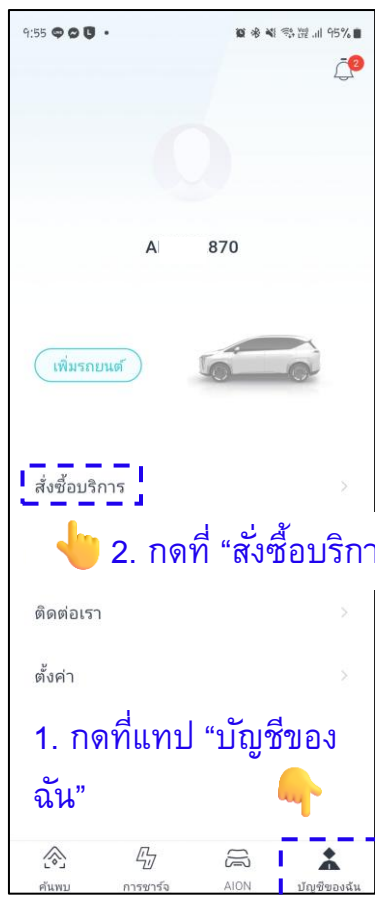 9:55 95%
2
A 870
เพิ่มรถยนต์
สั่งซื้อบริการ
2. กดที่ “สั่งซื้อบริกา
ติดต่อเรา
ตั้งค่า
1. กดที่แทป “บัญชีของ
ฉัน”
ค้นพบ การชาร์จ AION บัญชีของฉัน